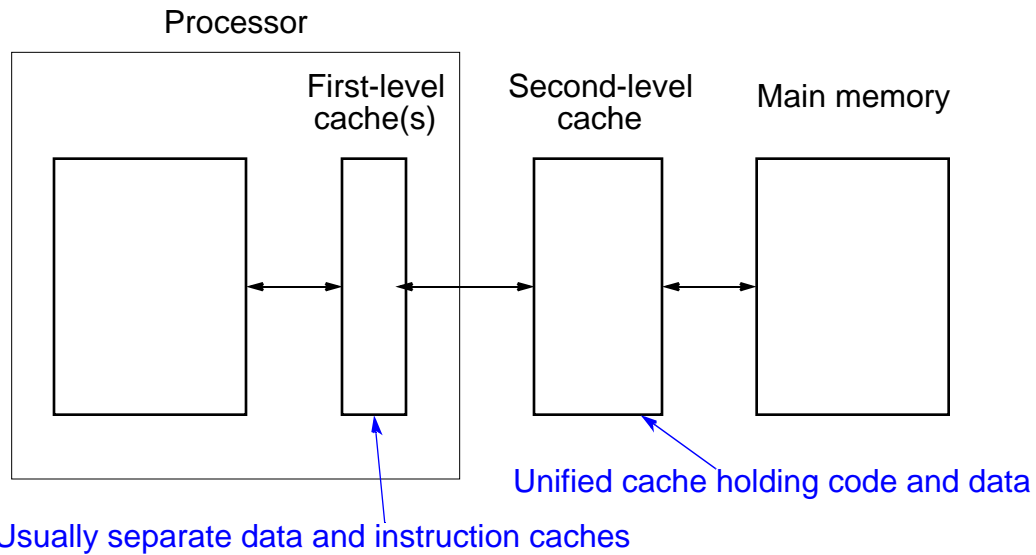 Processor
First-level
cache(s)
Second-level
cache
Main memory
Unified cache holding code and data
Usually separate data and instruction caches